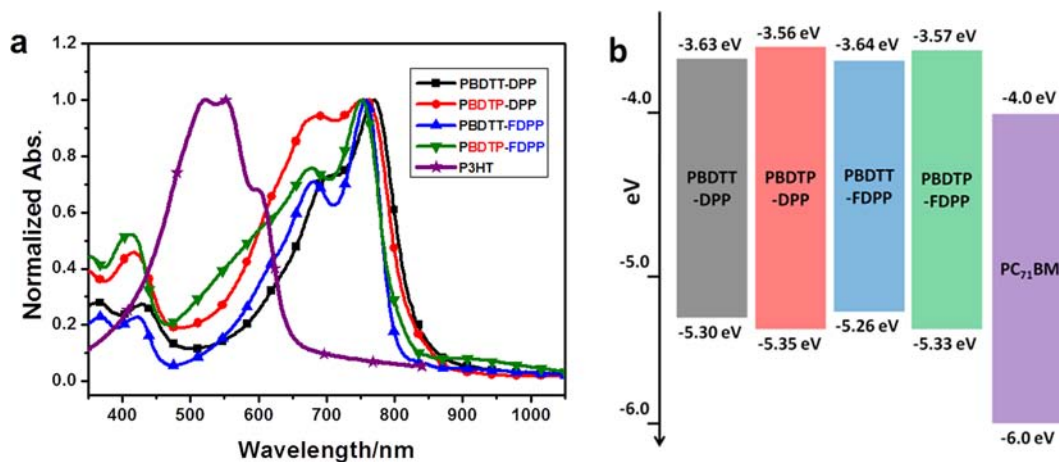 a
1.2
1.0
0.8
0.6
0.4
0.2
0.0
Normalized Abs.
400 500 600 700 800 900 1000
Wavelength/nm
PBDTT-DPP
PBDTP-DPP
PBDTT-FDPP
PBDTP-FDPP
P3HT
b
eV
-4.0
-5.0
-6.0
-3.63 eV
-3.56 eV
-3.64 eV
-3.57 eV
-4.0 eV
PBDTT
-DPP
PBDTP
-DPP
PBDTT
-FDPP
PBDTP
-FDPP
PC71BM
-5.30 eV
-5.35 eV
-5.26 eV
-5.33 eV
-6.0 eV